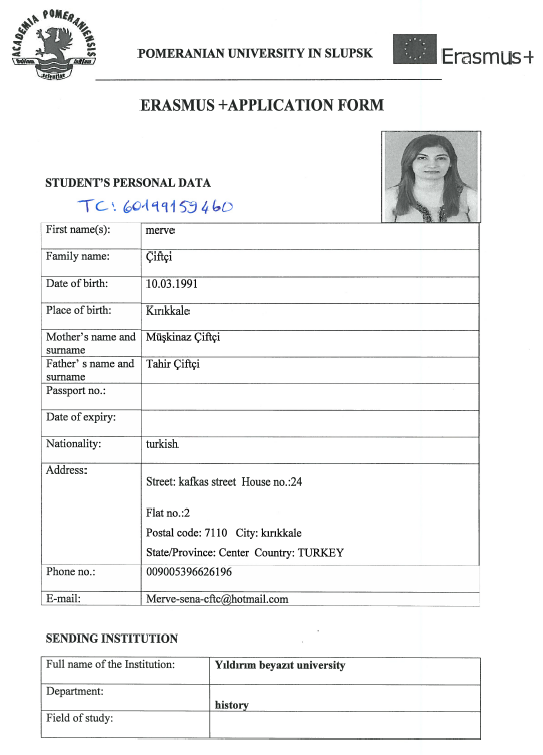 ACADEMIA POMERANIENSIS
POMERANIAN UNIVERSITY IN SLUPSK
Erasmus+
ERASMUS +APPLICATION FORM
STUDENT'S PERSONAL DATA
TC: 60199159460
First name(s): merve
Family name: Çiftçi
Date of birth: 10.03.1991
Place of birth: Kırıkkale
Mother's name and surname Müşkinaz Çiftçi
Father' s name and surname Tahir Çiftçi
Passport no.:
Date of expiry:
Nationality: turkish
Address:
Street: kafkas street House no.:24
Flat no.:2
Postal code: 7110 City: kırıkkale
State/Province: Center Country: TURKEY
Phone no.: 009005396626196
E-mail: Merve-sena-cftc@hotmail.com
SENDING INSTITUTION
Full name of the Institution: Yıldırım beyazıt university
Department: history
Field of study: